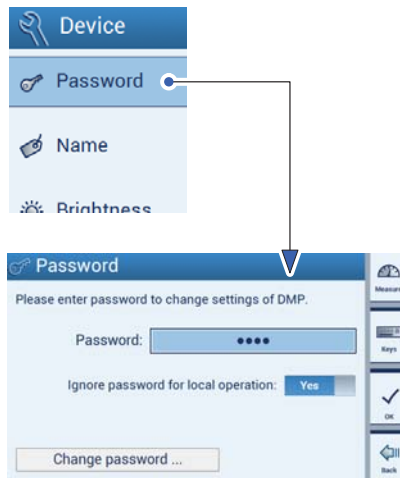 Device
Password
Name
Brightness
Password
Please enter password to change settings of DMP.
Password: ••••
Ignore password for local operation: Yes
Change password ...
Measure
Keys
OK
Back